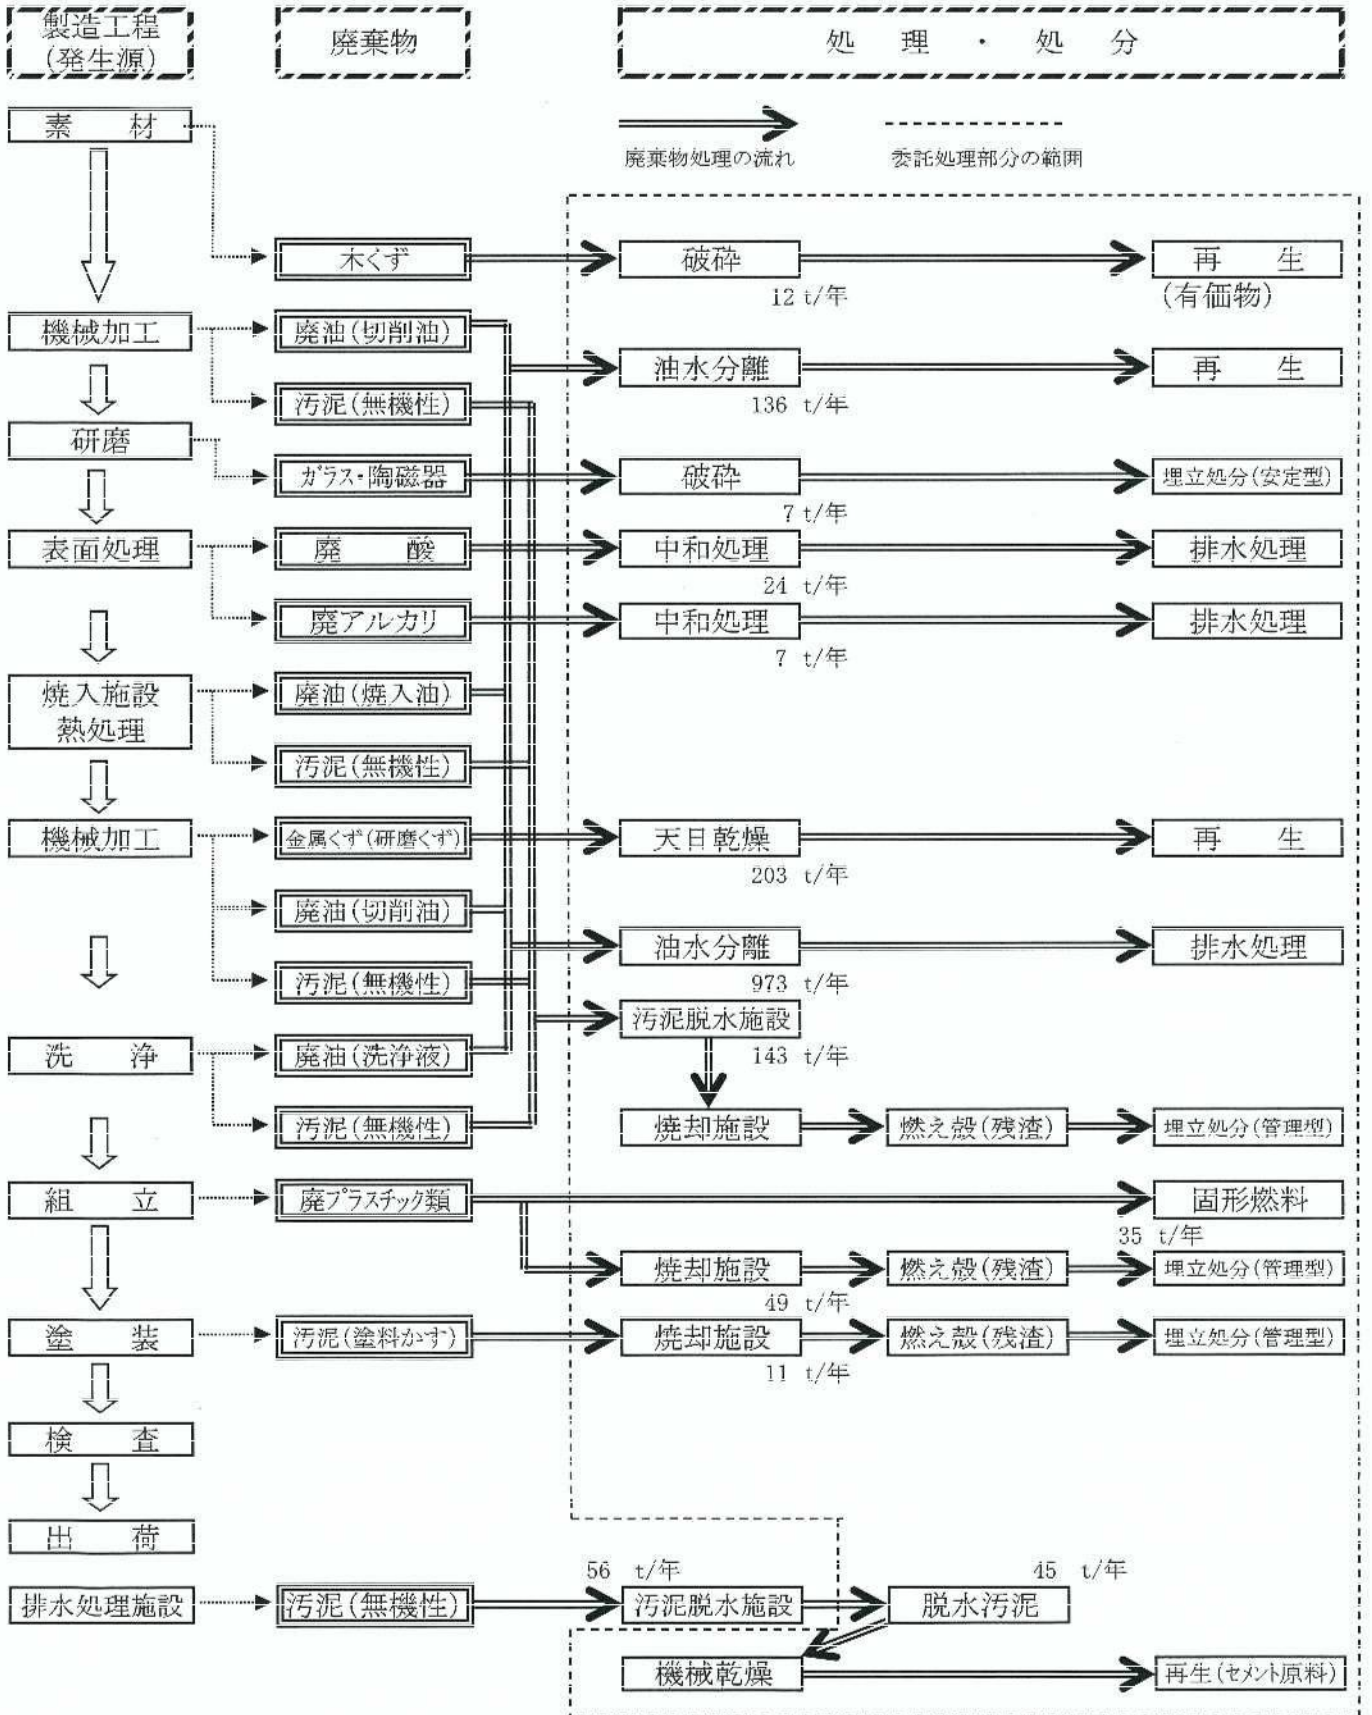 製造工程
(発生源)
廃棄物
処理・処分
素材
廃棄物処理の流れ
委託処理部分の範囲
木くず
破砕
再生
12 t/年
(有価物)
機械加工
廃油(切削油)
油水分離
再生
136 t/年
汚泥(無機性)
研磨
ガラス・陶磁器
破砕
埋立処分(安定型)
7 t/年
表面処理
廃酸
中和処理
排水処理
24 t/年
廃アルカリ
中和処理
排水処理
7 t/年
焼入施設
熱処理
廃油(焼入油)
汚泥(無機性)
機械加工
金属くず(研磨くず)
天日乾燥
再生
203 t/年
廃油(切削油)
油水分離
排水処理
973 t/年
汚泥(無機性)
汚泥脱水施設
143 t/年
洗浄
廃油(洗浄液)
汚泥(無機性)
焼却施設
燃え殻(残渣)
埋立処分(管理型)
組立
廃プラスチック類
固形燃料
35 t/年
焼却施設
燃え殻(残渣)
埋立処分(管理型)
49 t/年
塗装
汚泥(塗料かす)
焼却施設
燃え殻(残渣)
埋立処分(管理型)
11 t/年
検査
出荷
56 t/年
45 t/年
排水処理施設
汚泥(無機性)
汚泥脱水施設
脱水汚泥
機械乾燥
再生(セメント原料)